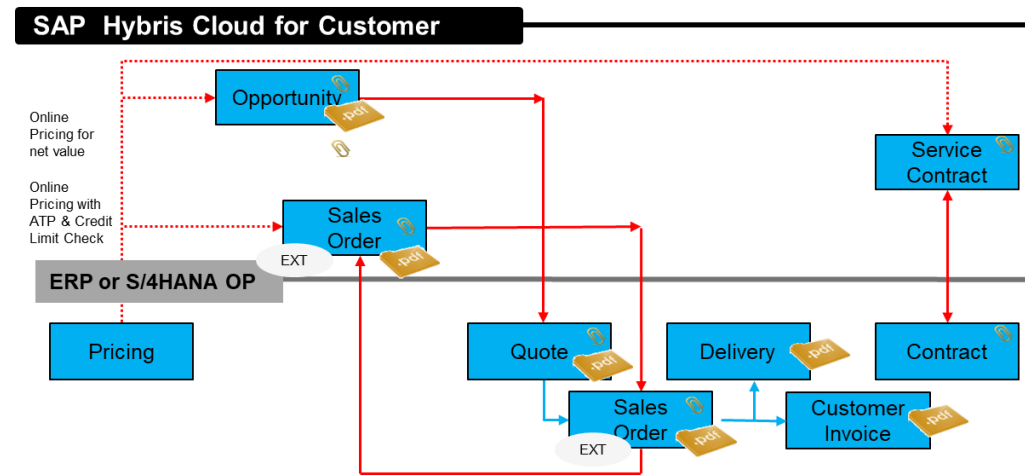 SAP Hybris Cloud for Customer
Opportunity
.pdf
Online
Pricing for
net value
Service
Contract
Online
Pricing with
ATP & Credit
Limit Check
Sales
Order
.pdf
EXT
ERP or S/4HANA OP
Pricing
Quote
.pdf
Delivery
.pdf
Contract
Sales
Order
.pdf
EXT
Customer
Invoice
.pdf